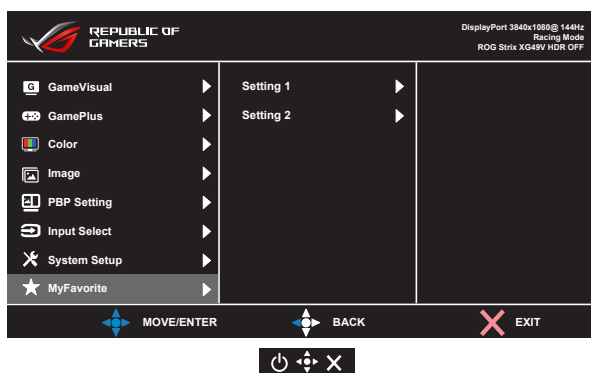 REPUBLIC OF
GAMERS
DisplayPort 3840x1080@ 144Hz
Racing Mode
ROG Strix XG49V HDR OFF
G GameVisual
GamePlus
Color
Image
PBP Setting
Input Select
System Setup
MyFavorite
Setting 1
Setting 2
MOVE/ENTER
BACK
EXIT